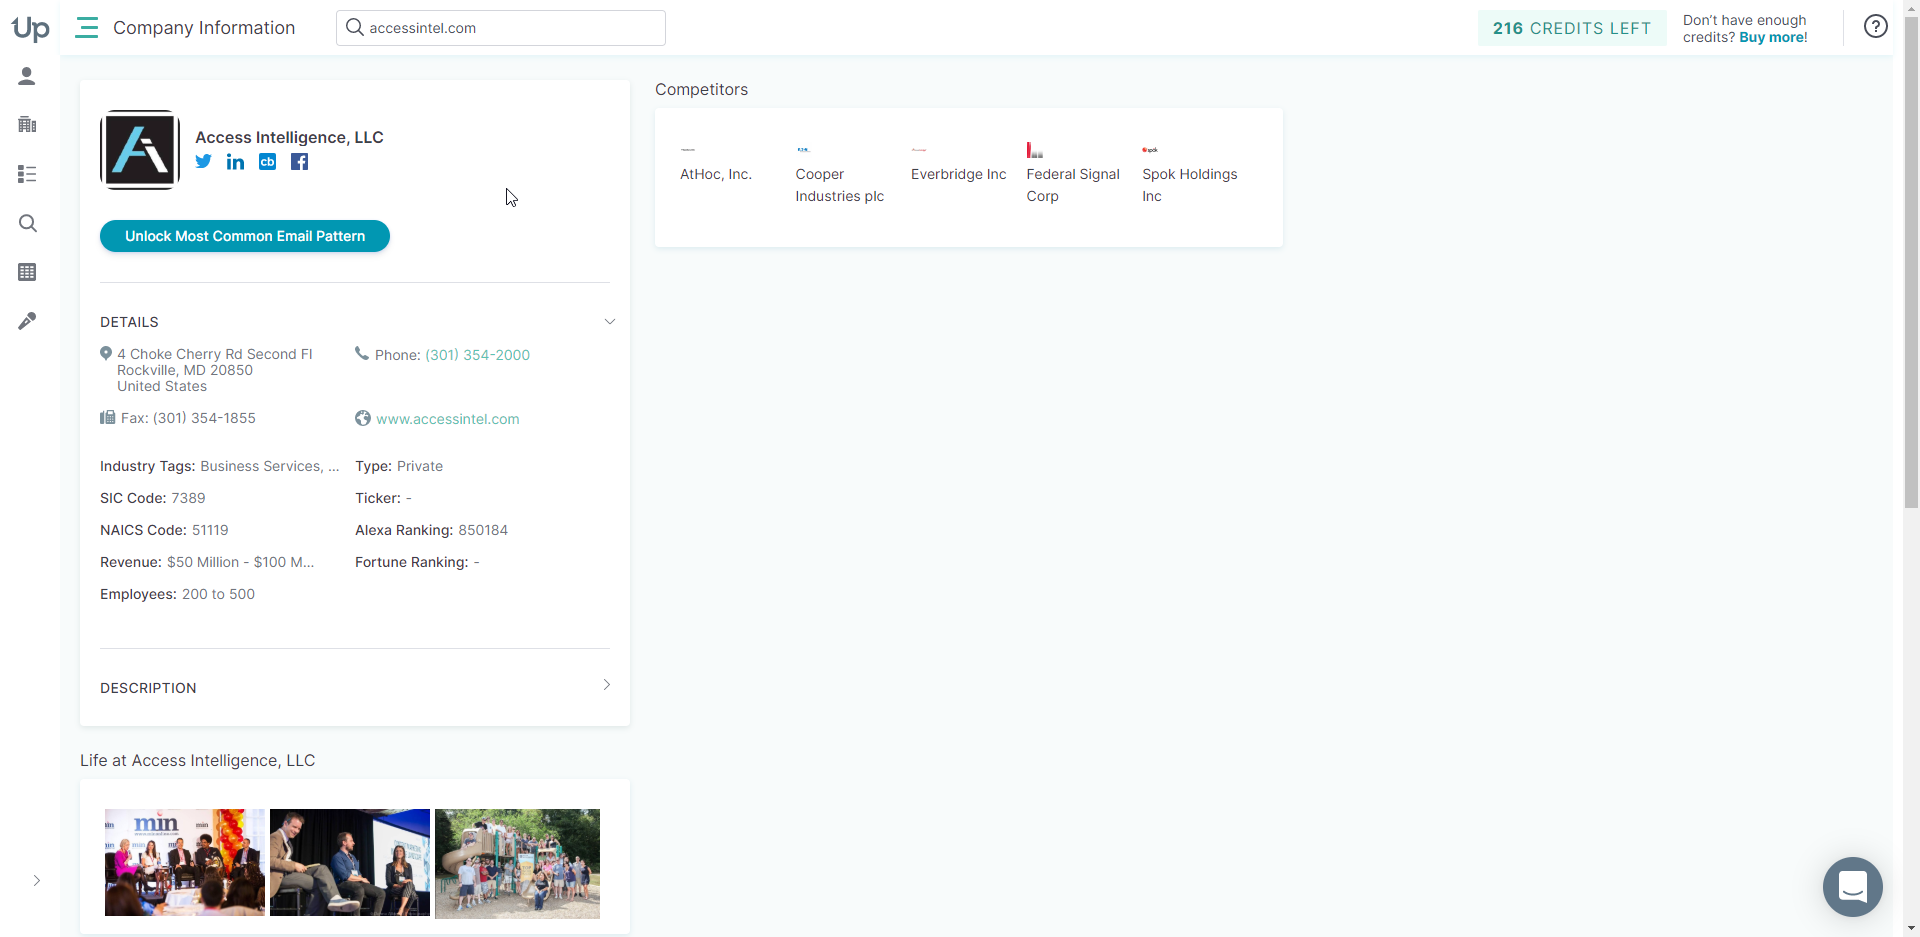 Up
Company Information
accessintel.com
216 CREDITS LEFT
Don't have enough
credits? Buy more!
Access Intelligence, LLC
cb
Unlock Most Common Email Pattern
DETAILS
4 Choke Cherry Rd Second Fl
Rockville, MD 20850
United States
Phone: (301) 354-2000
Fax: (301) 354-1855
www.accessintel.com
Industry Tags: Business Services, ...
Type: Private
SIC Code: 7389
Ticker: -
NAICS Code: 51119
Alexa Ranking: 850184
Revenue: $50 Million - $100 M...
Fortune Ranking: -
Employees: 200 to 500
DESCRIPTION
Life at Access Intelligence, LLC
min
min
Competitors
AtHoc, Inc.
Cooper
Industries plc
Everbridge Inc
Federal Signal
Corp
spok
Spok Holdings
Inc